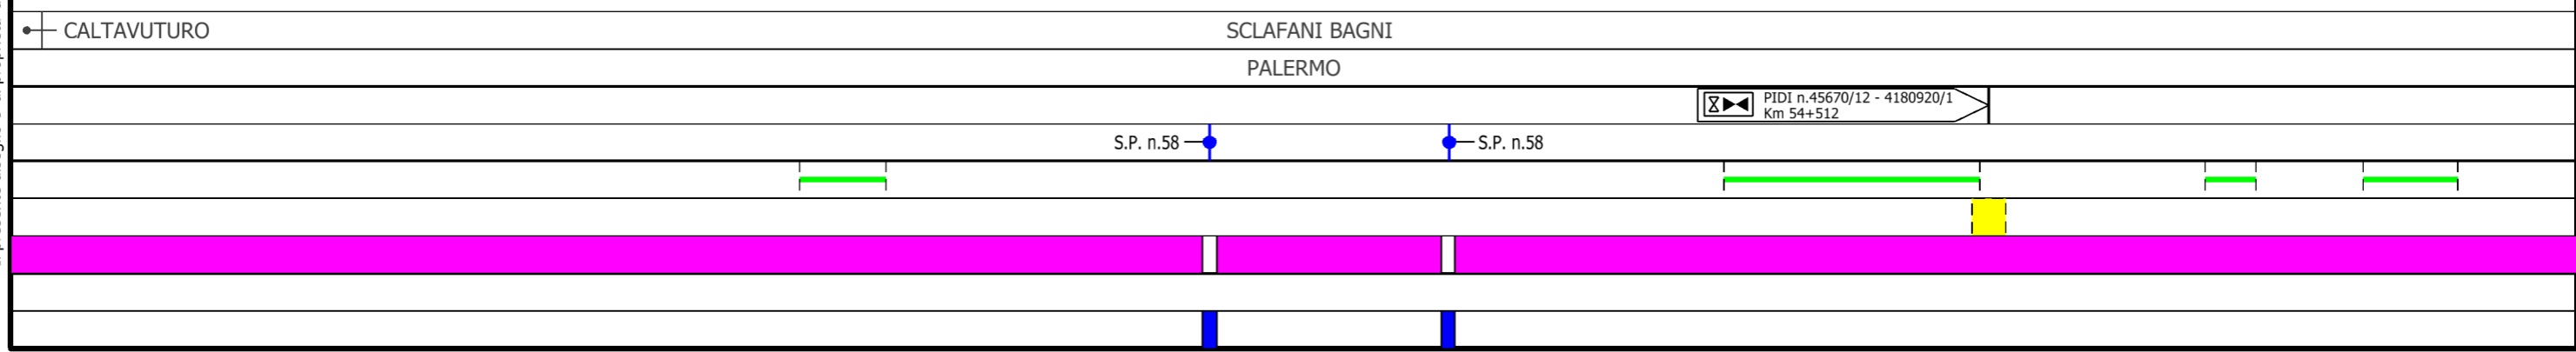 CALTAVUTURO
SCLAFANI BAGNI
PALERMO
PIDI n.45670/12 - 4180920/1
Km 54+512
S.P. n.58
S.P. n.58